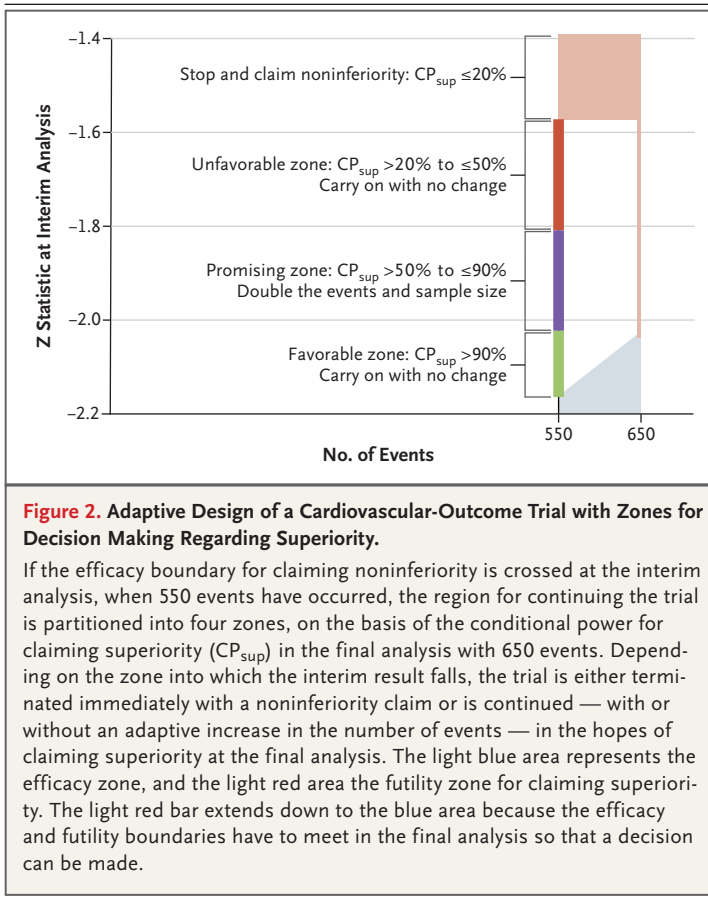 −1.4
Stop and claim noninferiority: CPsup ≤20%
−1.6
Unfavorable zone: CPsup >20% to ≤50%
Carry on with no change
−1.8
Promising zone: CPsup >50% to ≤90%
Double the events and sample size
−2.0
Favorable zone: CPsup >90%
Carry on with no change
−2.2
Z Statistic at Interim Analysis
550
650
No. of Events
Figure 2. Adaptive Design of a Cardiovascular-Outcome Trial with Zones for
Decision Making Regarding Superiority.
If the efficacy boundary for claiming noninferiority is crossed at the interim
analysis, when 550 events have occurred, the region for continuing the trial
is partitioned into four zones, on the basis of the conditional power for
claiming superiority (CPsup) in the final analysis with 650 events. Depend-
ing on the zone into which the interim result falls, the trial is either termi-
nated immediately with a noninferiority claim or is continued — with or
without an adaptive increase in the number of events — in the hopes of
claiming superiority at the final analysis. The light blue area represents the
efficacy zone, and the light red area the futility zone for claiming superiori-
ty. The light red bar extends down to the blue area because the efficacy
and futility boundaries have to meet in the final analysis so that a decision
can be made.